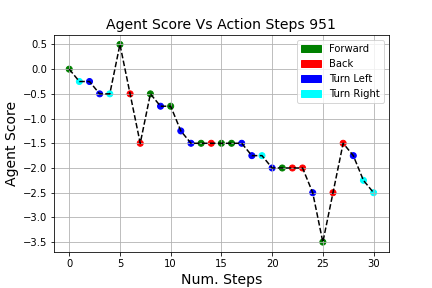 Agent Score Vs Action Steps 951
Agent Score
0.5
0.0
−0.5
−1.0
−1.5
−2.0
−2.5
−3.0
−3.5
Forward
Back
Turn Left
Turn Right
0 5 10 15 20 25 30
Num. Steps